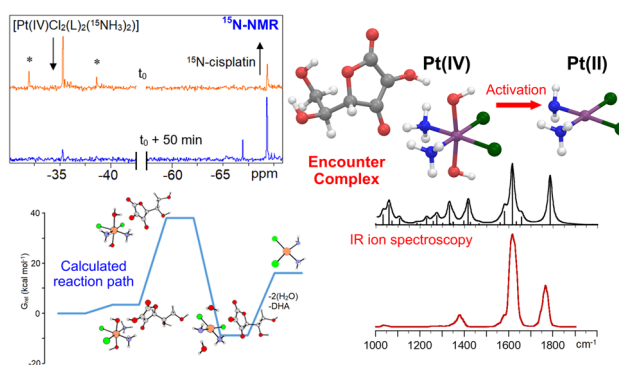 [Pt(IV)Cl₂(L)₂(¹⁵NH₃)₂)]
¹⁵N-NMR
*
*
t₀
¹⁵N-cisplatin
t₀ + 50 min
-35
-40
-60
-65
ppm
Pt(IV)
Pt(II)
Activation
Encounter
Complex
IR ion spectroscopy
1000
1200
1400
1600
1800
cm⁻¹
Calculated
reaction path
Grel (kcal mol⁻¹)
40
20
0
-20
-2(H₂O)
-DHA